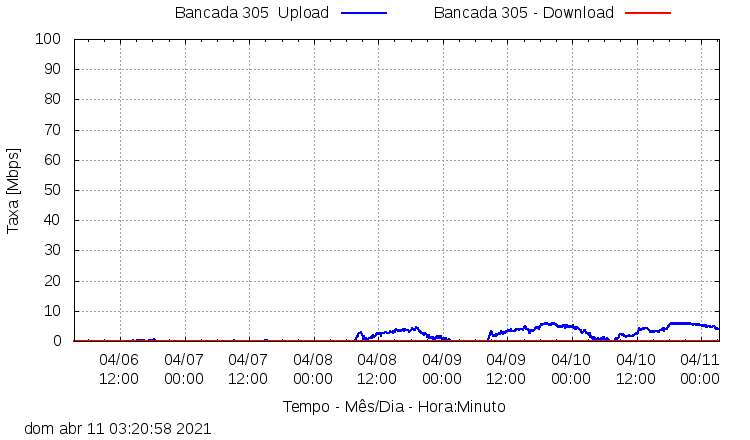 Bancada 305  Upload
Bancada 305 - Download
100
90
80
70
60
50
40
30
20
10
0
Taxa [Mbps]
04/06 04/07 04/07 04/08 04/08 04/09 04/09 04/10 04/10 04/11
12:00 00:00 12:00 00:00 12:00 00:00 12:00 00:00 12:00 00:00
Tempo - Mês/Dia - Hora:Minuto
dom abr 11 03:20:58 2021